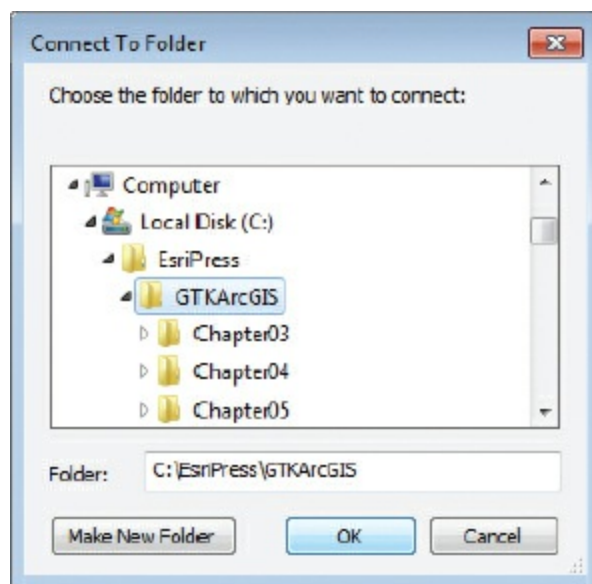 Connect To Folder
Choose the folder to which you want to connect:
Computer
Local Disk (C:)
EsriPress
GTKArcGIS
Chapter03
Chapter04
Chapter05
Folder: C:\EsriPress\GTKArcGIS
Make New Folder OK Cancel